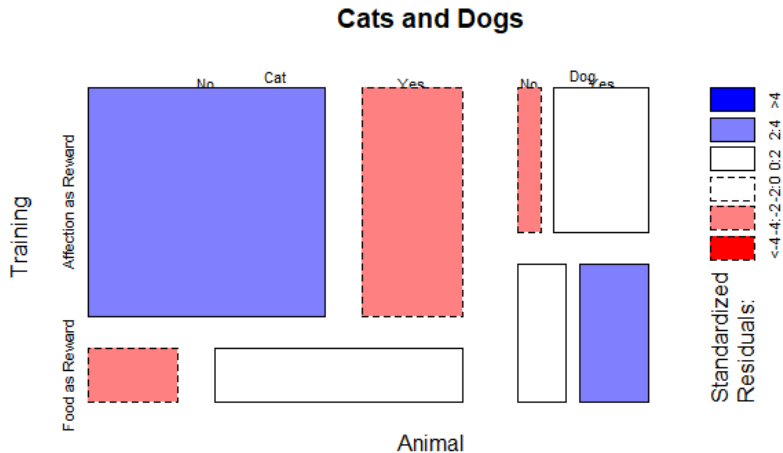 Cats and Dogs
Cat
Dog
No
Yes
No
Yes
Training
Affection as Reward
Food as Reward
Animal
Standardized
Residuals:
<-4
-4:-2
-2:0
0:2
2:4
>4